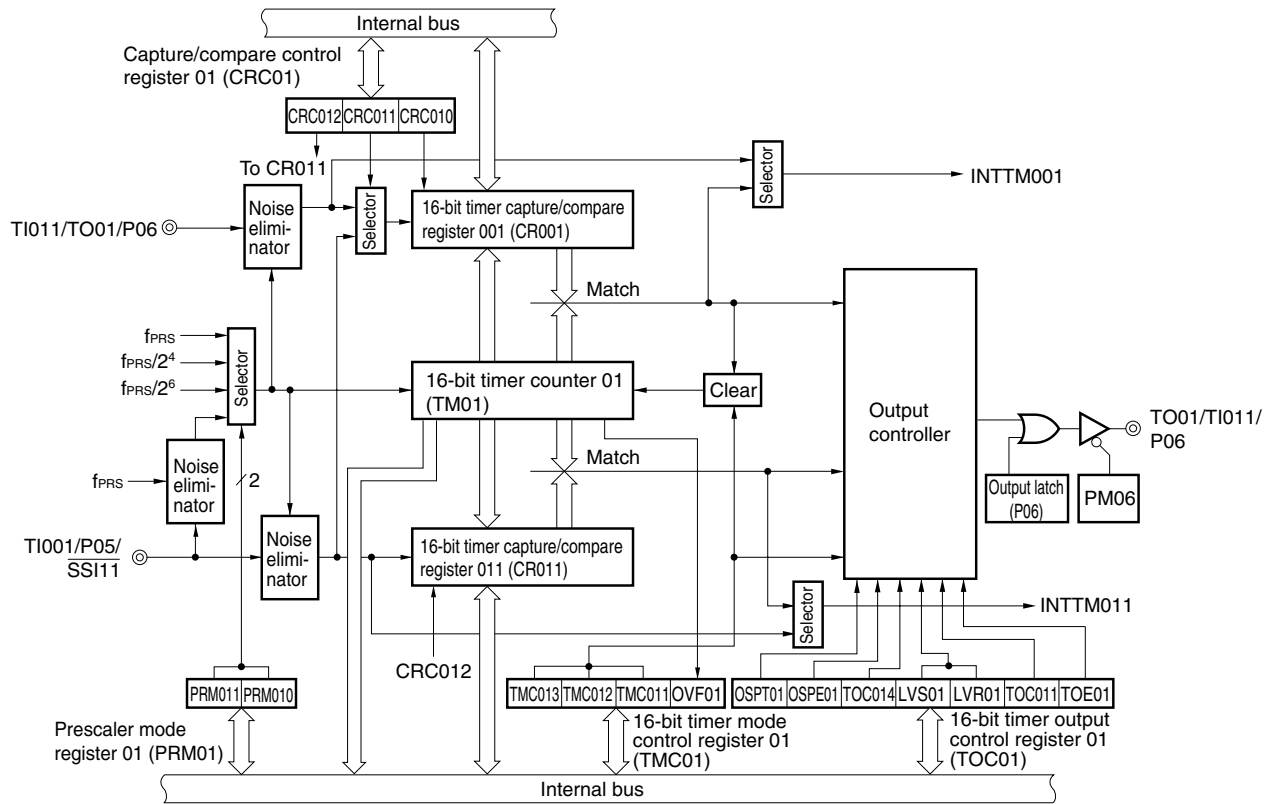 Internal bus
Capture/compare control
register 01 (CRC01)
CRC012 CRC011 CRC010
To CR011
Selector
INTTM001
TI011/TO01/P06
Noise
elimi-
nator
Selector
16-bit timer capture/compare
register 001 (CR001)
Match
fPRS
fPRS/2⁴
fPRS/2⁶
Selector
16-bit timer counter 01
(TM01)
Clear
Output
controller
TO01/TI011/
P06
Noise
elimi-
nator
fPRS
2
Match
Output latch
(P06)
PM06
TI001/P05/
SSI11
Noise
elimi-
nator
16-bit timer capture/compare
register 011 (CR011)
Selector
INTTM011
CRC012
PRM011 PRM010
TMC013 TMC012 TMC011 OVF01
OSPT01 OSPE01 TOC014 LVS01 LVR01 TOC011 TOE01
Prescaler mode
register 01 (PRM01)
16-bit timer mode
control register 01
(TMC01)
16-bit timer output
control register 01
(TOC01)
Internal bus